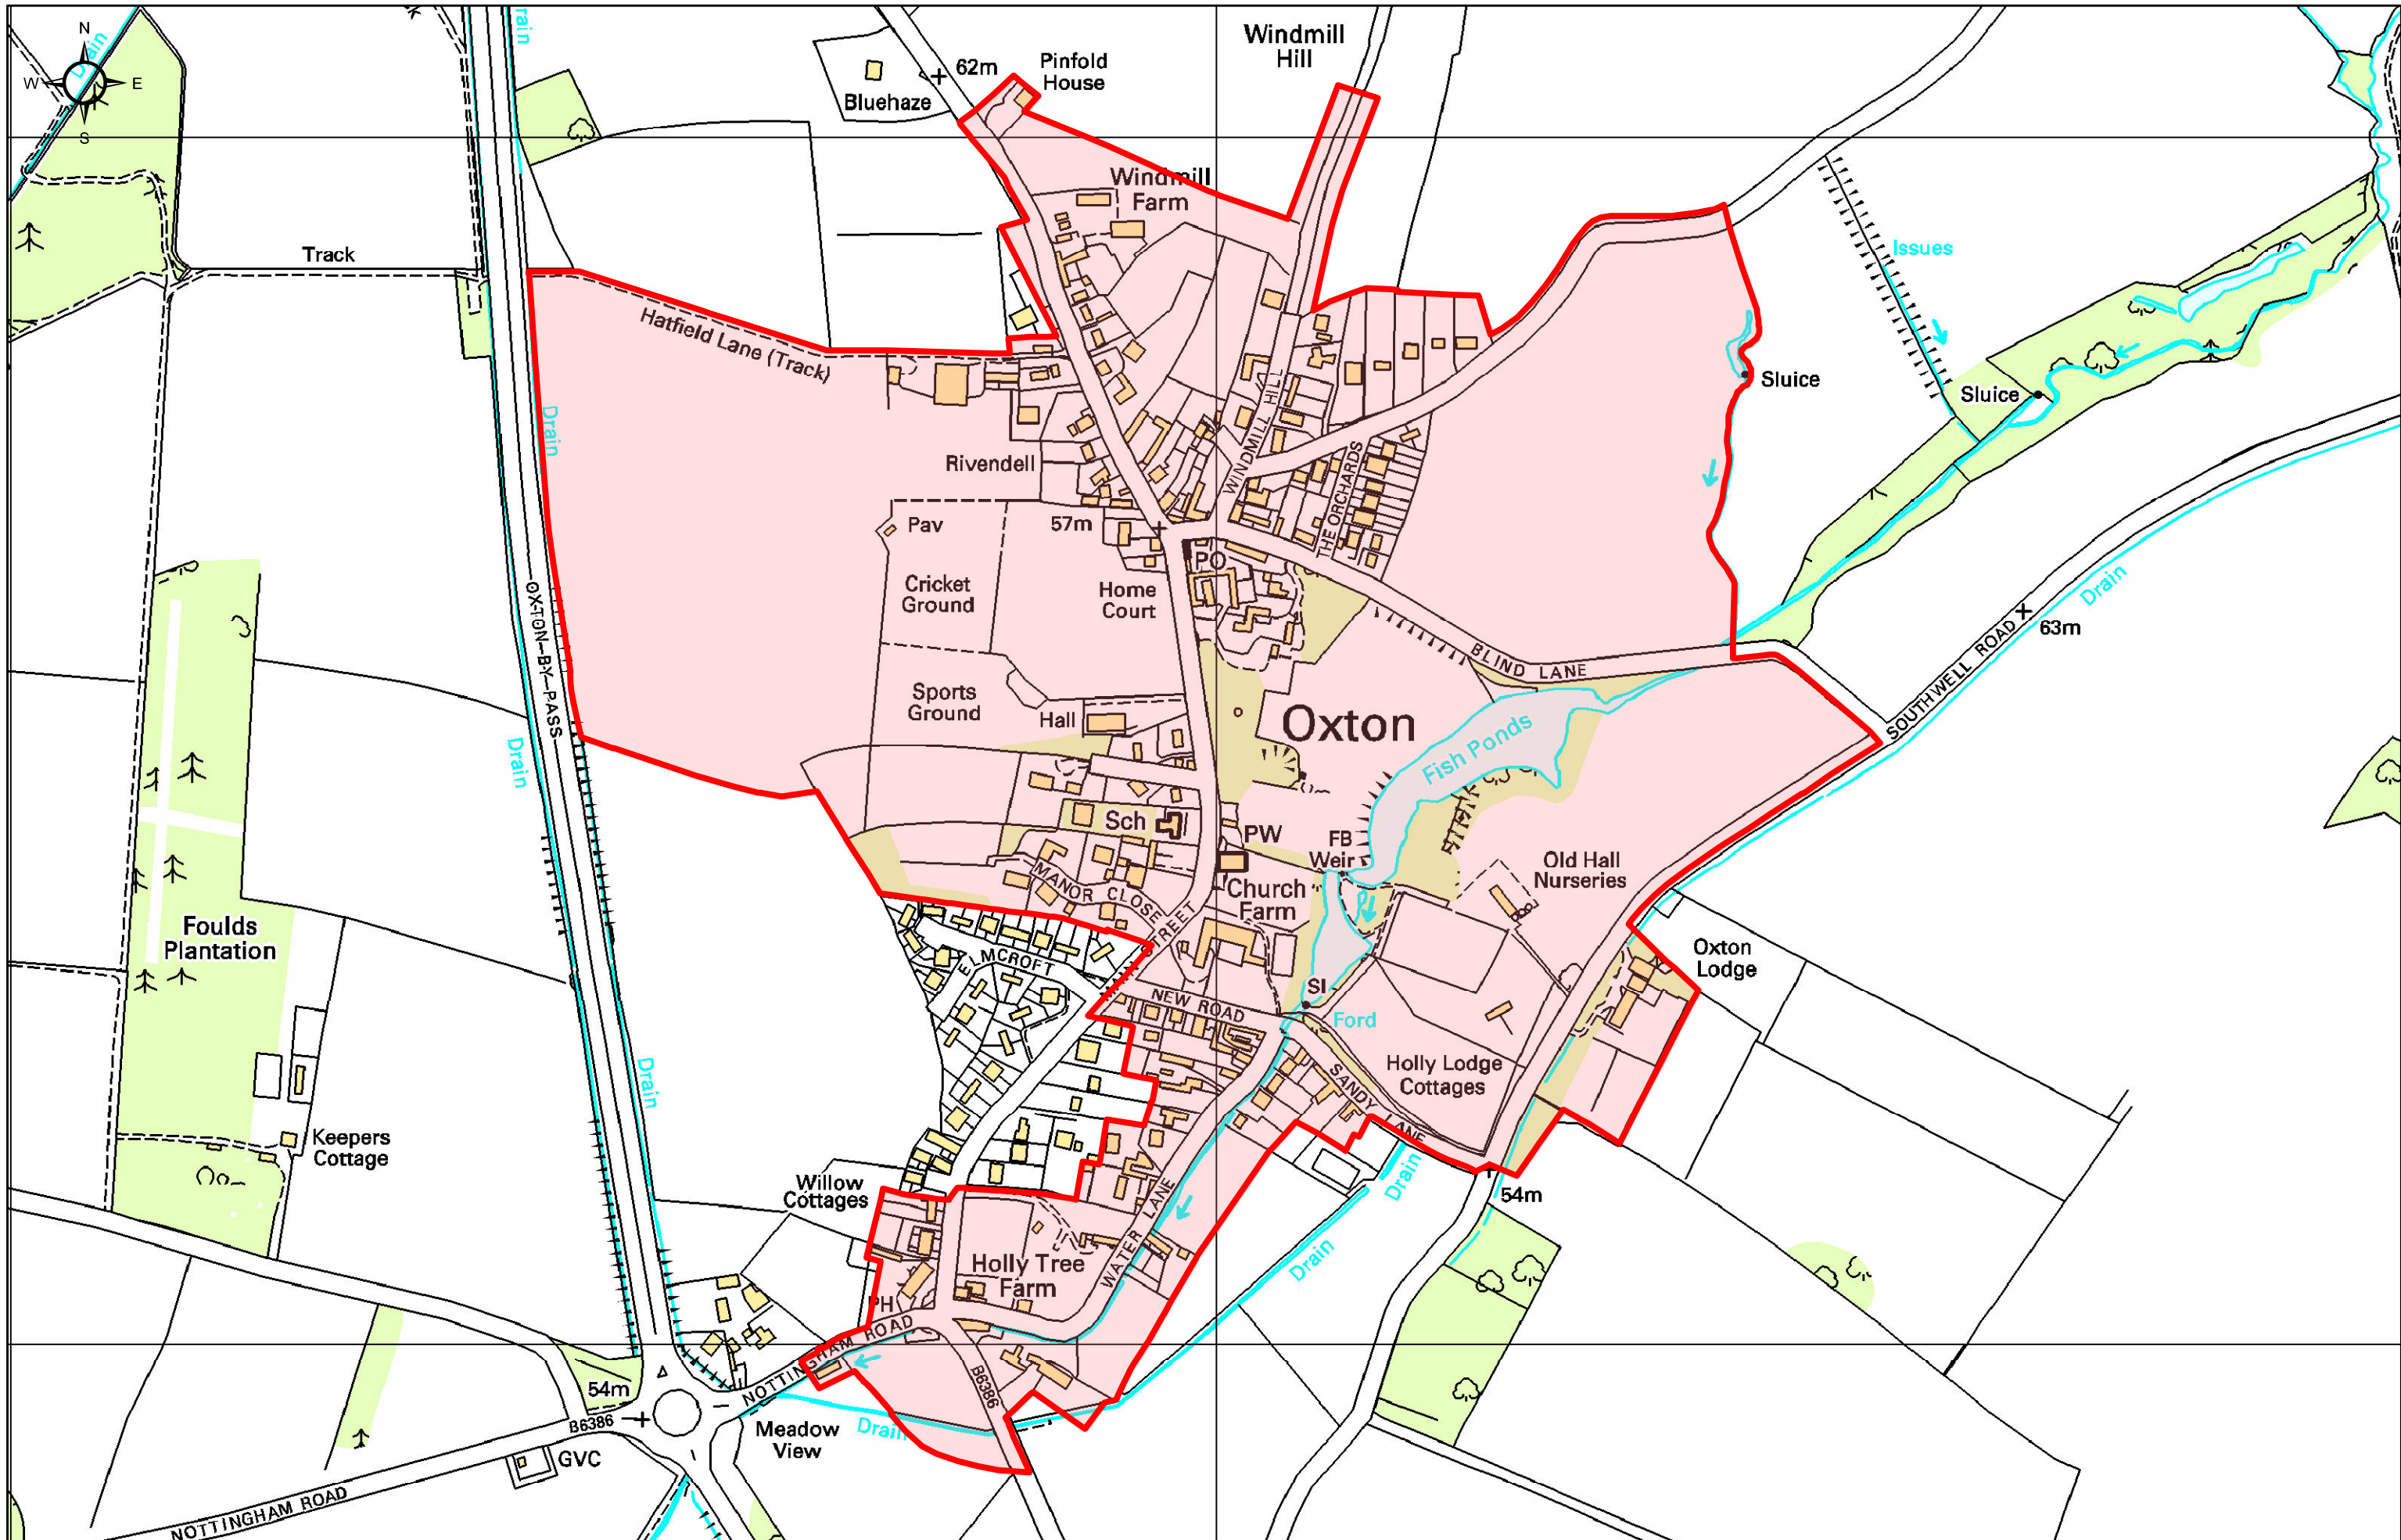 Drain
N
W
E
S
Drain
62m
Pinfold
House
Windmill
Hill
Bluehaze
Windmill
Farm
Track
Issues
Hatfield Lane (Track)
Sluice
Sluice
Drain
WINDMILL HILL
Rivendell
THE ORCHARDS
Pav
57m
PO
Cricket
Ground
Home
Court
OXTON BY-PASS
BLIND LANE
SOUTHWELL ROAD
63m
Drain
Sports
Ground
Hall
Oxton
Fish Ponds
Drain
Sch
PW
FB
Weir
Old Hall
Nurseries
MANOR CLOSE
Church
Farm
STREET
Foulds
Plantation
ELMCROFT
Oxton
Lodge
NEW ROAD
SI
Ford
Drain
Holly Lodge
Cottages
SANDY LANE
Keepers
Cottage
Willow
Cottages
Drain
54m
WATER LANE
Drain
Holly Tree
Farm
PH
NOTTINGHAM ROAD
B6386
54m
B6386
Meadow
View
Drain
GVC
NOTTINGHAM ROAD